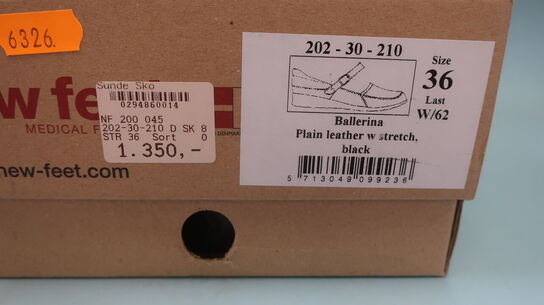 6326.
202 - 30 - 210
Size
36
Last
W/62
Ballerina
Plain leather w stretch,
black
5 713049 099236
Sunde Sko
0294860014
NF 200 045
202-30-210 D SK 8
STR 36 Sort 0
1.350,-
w fe
MEDICAL F
DENMARK
new-feet.com